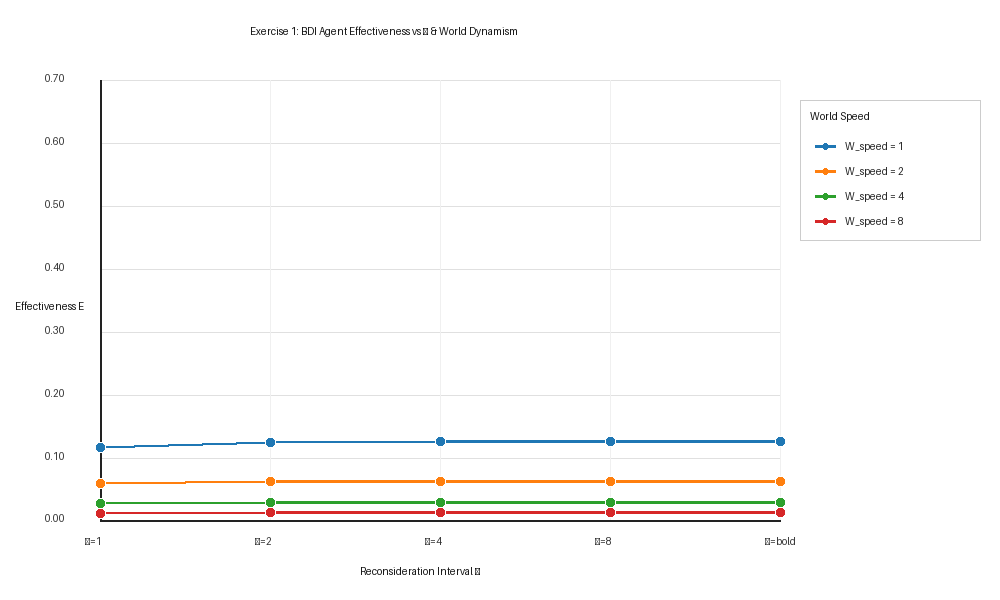 Exercise 1: BDI Agent Effectiveness vs □ & World Dynamism
0.70
0.60
0.50
0.40
Effectiveness E
0.30
0.20
0.10
0.00
□=1
□=2
□=4
□=8
□=bold
Reconsideration Interval □
World Speed
W_speed = 1
W_speed = 2
W_speed = 4
W_speed = 8